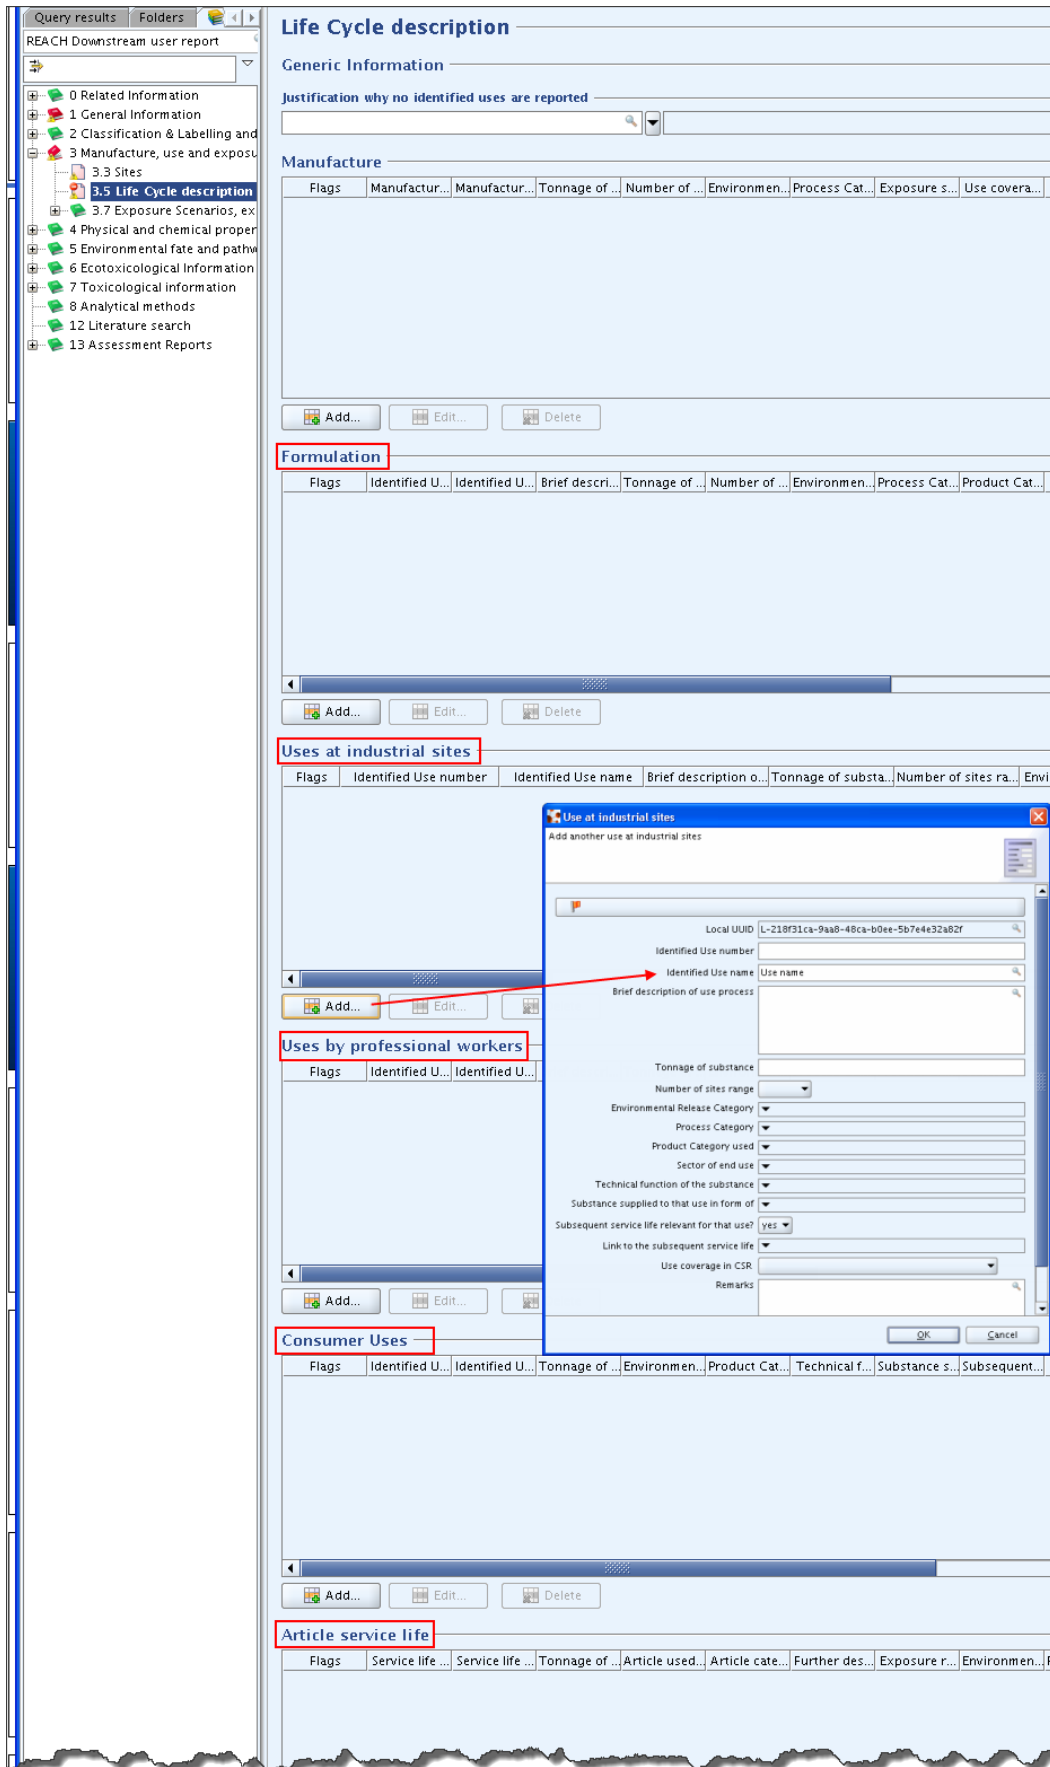 Query results
Folders
REACH Downstream user report
0 Related Information
1 General Information
2 Classification & Labelling and
3 Manufacture, use and exposu
3.3 Sites
3.5 Life Cycle description
3.7 Exposure Scenarios, ex
4 Physical and chemical proper
5 Environmental fate and pathw
6 Ecotoxicological Information
7 Toxicological information
8 Analytical methods
12 Literature search
13 Assessment Reports
Life Cycle description
Generic Information
Justification why no identified uses are reported
Manufacture
Flags Manufactur... Manufactur... Tonnage of ... Number of ... Environmen... Process Cat... Exposure s... Use covera...
Add... Edit... Delete
Formulation
Flags Identified U... Identified U... Brief descri... Tonnage of ... Number of ... Environmen... Process Cat... Product Cat...
Add... Edit... Delete
Uses at industrial sites
Flags Identified Use number Identified Use name Brief description o... Tonnage of substa... Number of sites ra... Envi
Add... Edit...
Use at industrial sites
Add another use at industrial sites
Local UUID L-218f31ca-9aa8-48ca-b0ee-5b7e4e32a82f
Identified Use number
Identified Use name Use name
Brief description of use process
Tonnage of substance
Number of sites range
Environmental Release Category
Process Category
Product Category used
Sector of end use
Technical function of the substance
Substance supplied to that use in form of
Subsequent service life relevant for that use? yes
Link to the subsequent service life
Use coverage in CSR
Remarks
OK Cancel
Uses by professional workers
Flags Identified U... Identified U...
Add... Edit...
Consumer Uses
Flags Identified U... Identified U... Tonnage of ... Environmen... Product Cat... Technical f... Substance s... Subsequent...
Add... Edit... Delete
Article service life
Flags Service life ... Service life ... Tonnage of ... Article used... Article cate... Further des... Exposure r... Environmen...